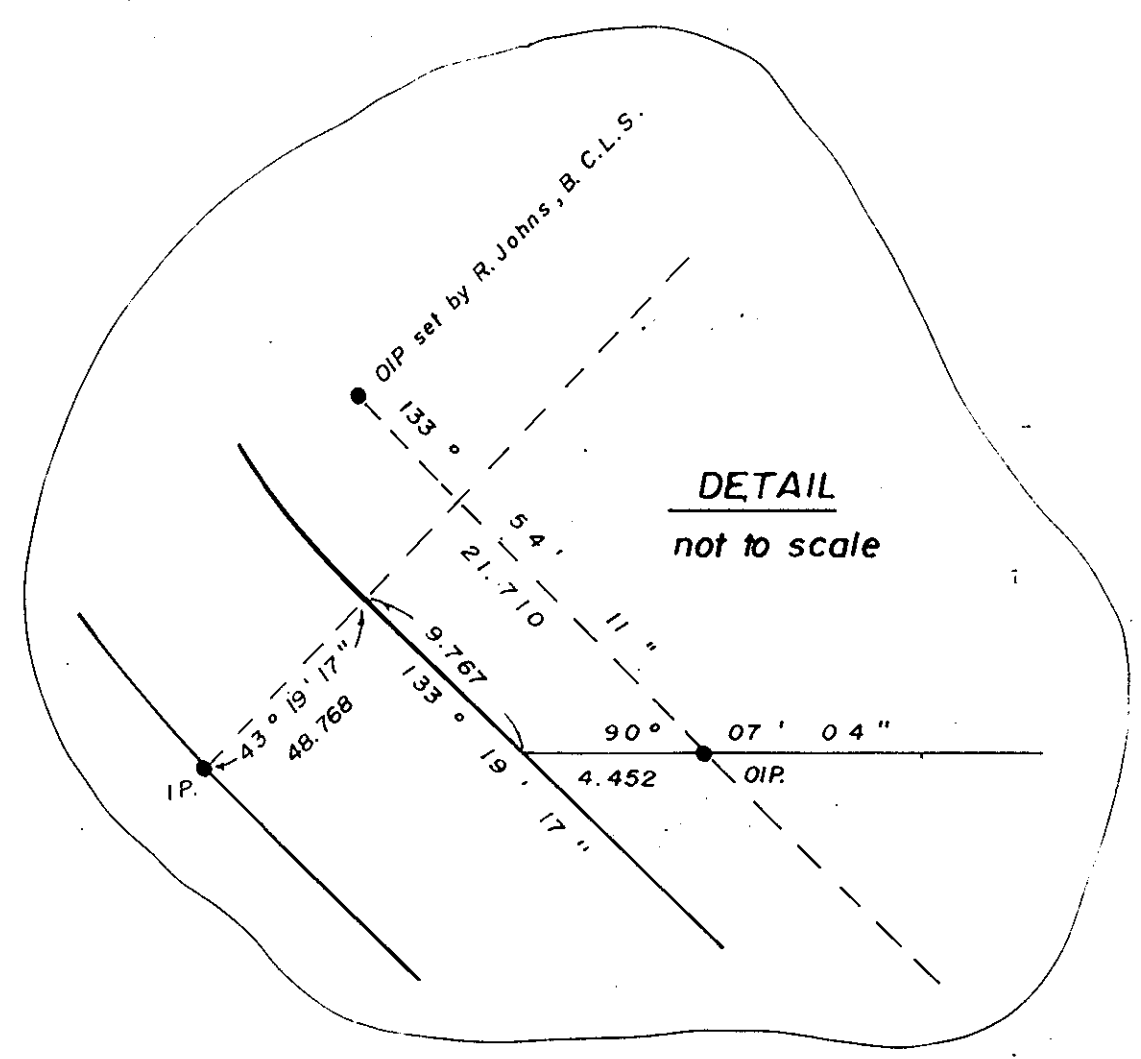 OIP set by R. Johns, B. C.L.S.
133° 54' 11"
21.710
DETAIL
not to scale
9.767
133° 19' 17"
43° 19' 17"
48.768
IP.
90° 07' 04"
4.452
OIP.